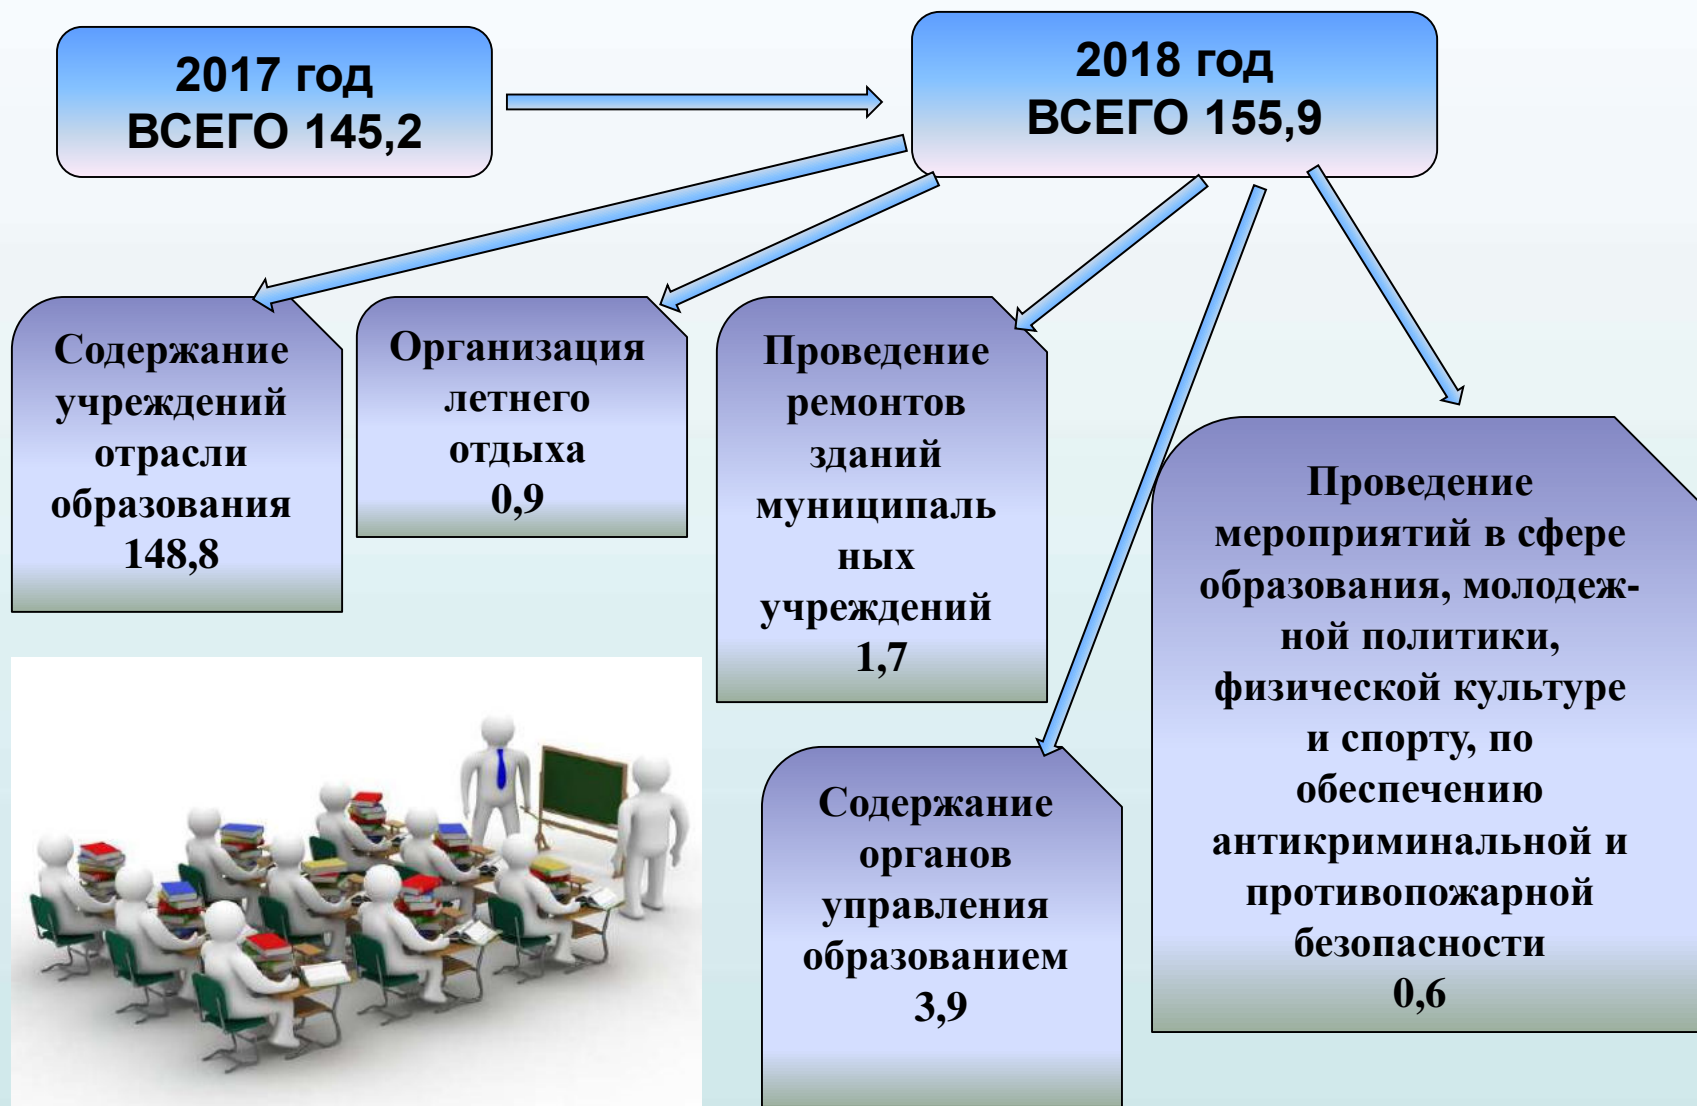 2017 год
ВСЕГО 145,2
2018 год
ВСЕГО 155,9
Содержание
учреждений
отрасли
образования
148,8
Организация
летнего
отдыха
0,9
Проведение
ремонтов
зданий
муниципаль
ных
учреждений
1,7
Содержание
органов
управления
образованием
3,9
Проведение
мероприятий в сфере
образования, молодеж-
ной политики,
физической культуре
и спорту, по
обеспечению
антикриминальной и
противопожарной
безопасности
0,6